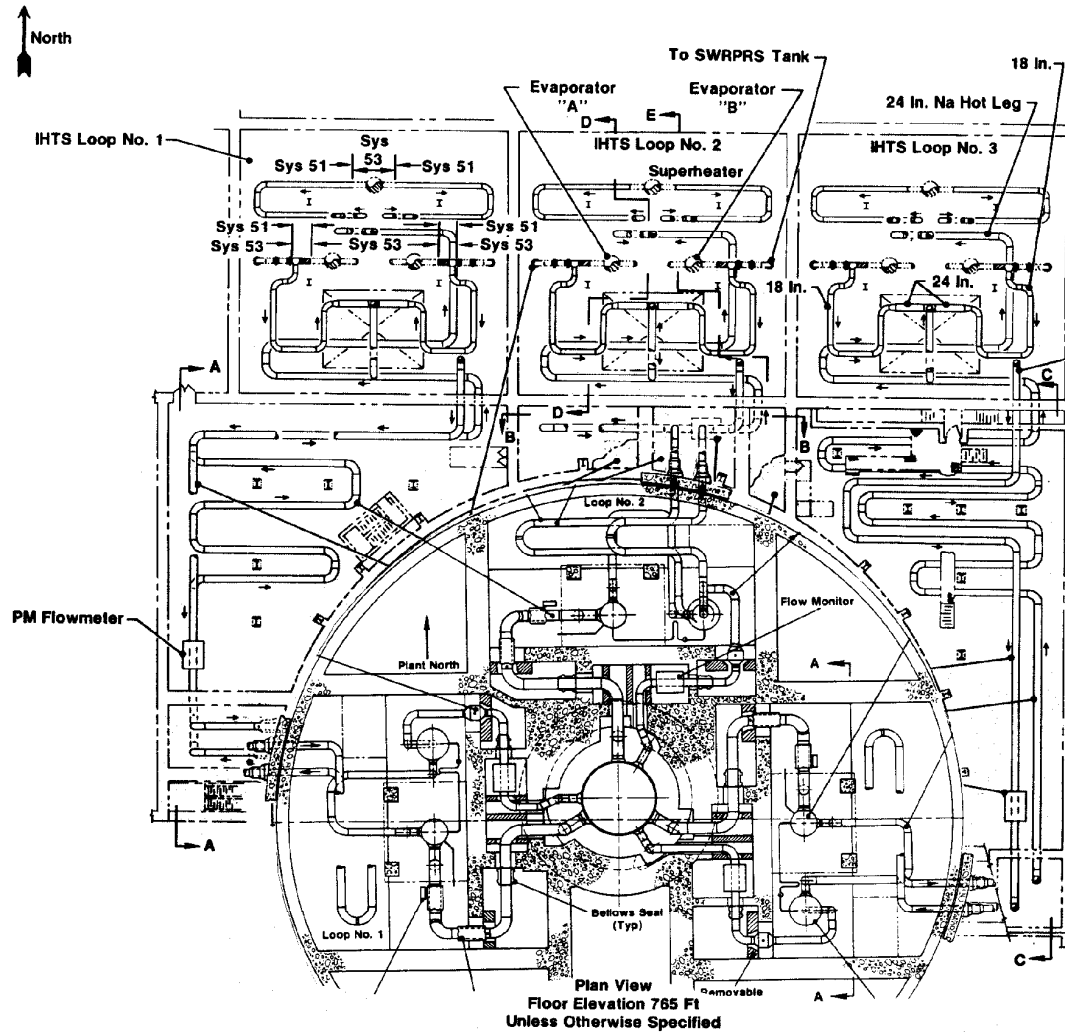 North
To SWRPRS Tank
18 In.
Evaporator
"A"
Evaporator
"B"
24 In. Na Hot Leg
D
E
IHTS Loop No. 1
Sys
53
Sys 51
Sys 51
IHTS Loop No. 2
IHTS Loop No. 3
Superheater
Sys 51
Sys 51
Sys 53
Sys 53
Sys 53
18 In.
24 In.
A
C
D
B
B
Loop No. 2
PM Flowmeter
Flow Monitor
Plant North
A
A
Bellows Seal
(Typ)
Loop No. 1
C
Removable
A
Plan View
Floor Elevation 765 Ft
Unless Otherwise Specified